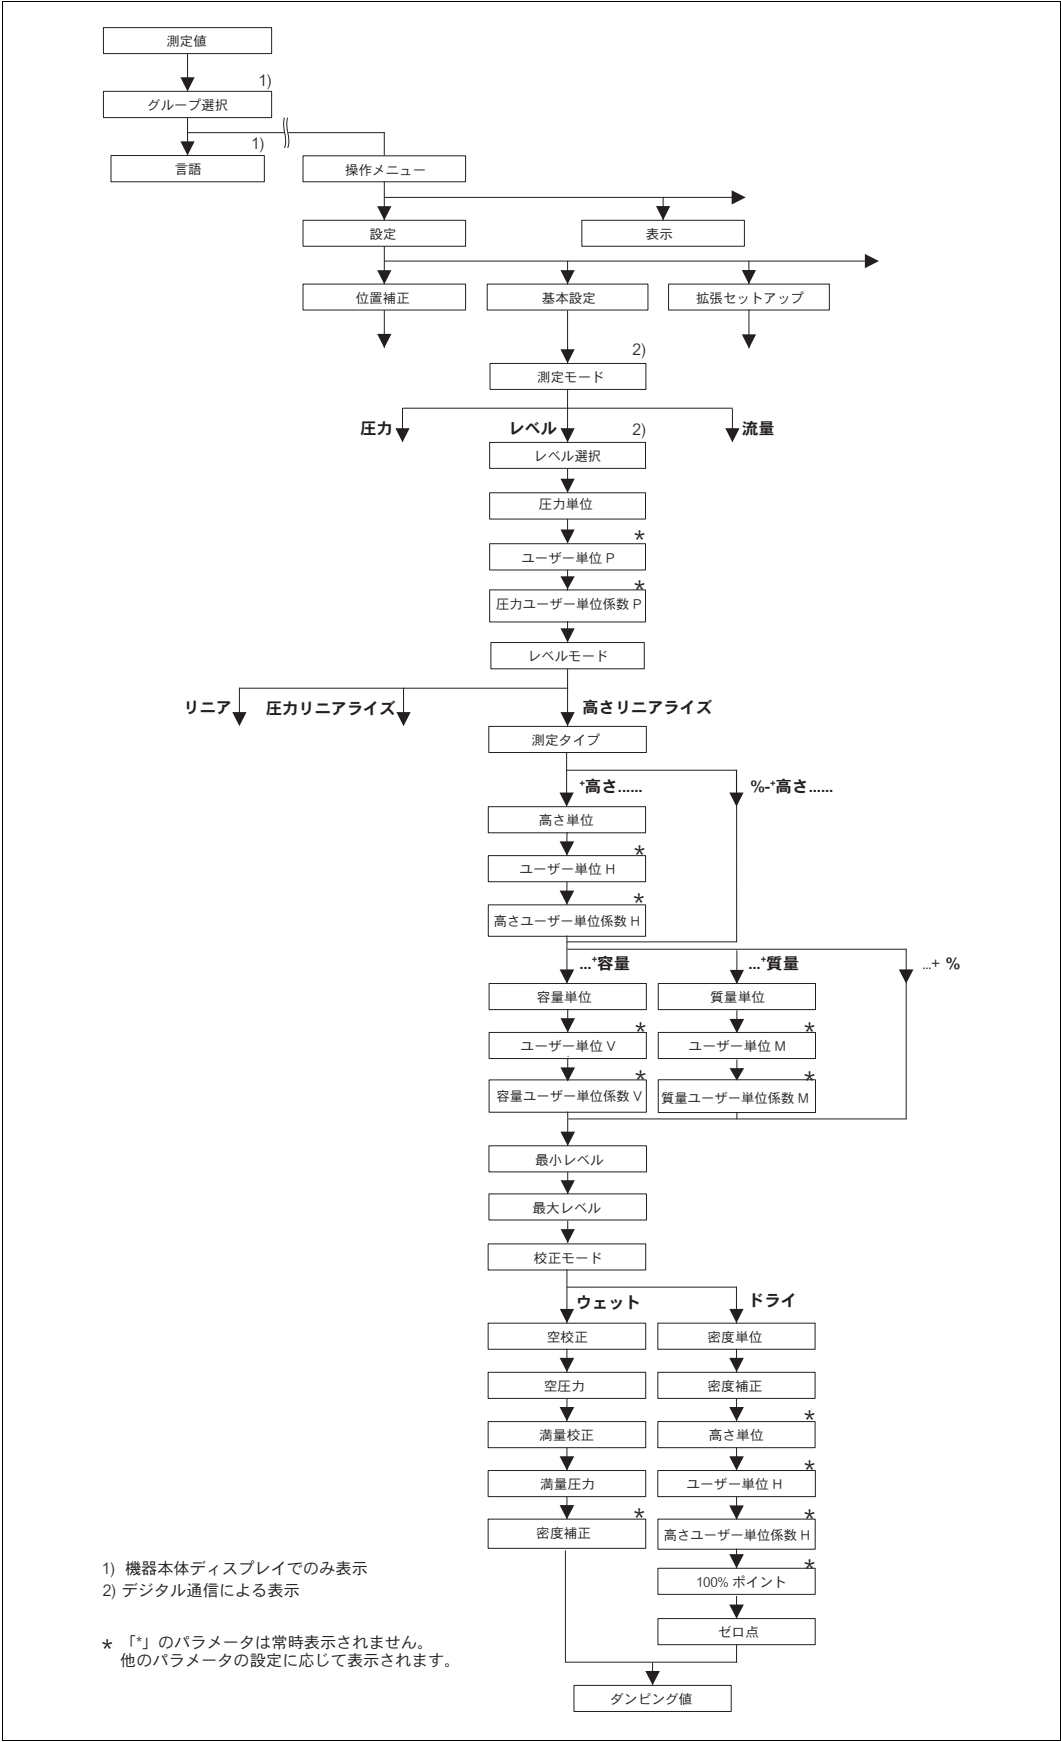 測定値
1)
グループ選択
1)
言語
操作メニュー
設定
表示
位置補正
基本設定
拡張セットアップ
2)
測定モード
圧力
レベル
2)
流量
レベル選択
圧力単位
*
ユーザー単位 P
*
圧力ユーザー単位係数 P
レベルモード
リニア
圧力リニアライズ
高さリニアライズ
測定タイプ
"高さ......
%-"高さ......
高さ単位
*
ユーザー単位 H
*
高さユーザー単位係数 H
..."容量
..."質量
...+ %
容量単位
質量単位
*
*
ユーザー単位 V
ユーザー単位 M
*
*
容量ユーザー単位係数 V
質量ユーザー単位係数 M
最小レベル
最大レベル
校正モード
ウェット
ドライ
空校正
密度単位
空圧力
密度補正
*
満量校正
高さ単位
*
満量圧力
ユーザー単位 H
*
*
密度補正
高さユーザー単位係数 H
*
100% ポイント
ゼロ点
ダンピング値
1) 機器本体ディスプレイでのみ表示
2) デジタル通信による表示
* 「*」のパラメータは常時表示されません。
他のパラメータの設定に応じて表示されます。